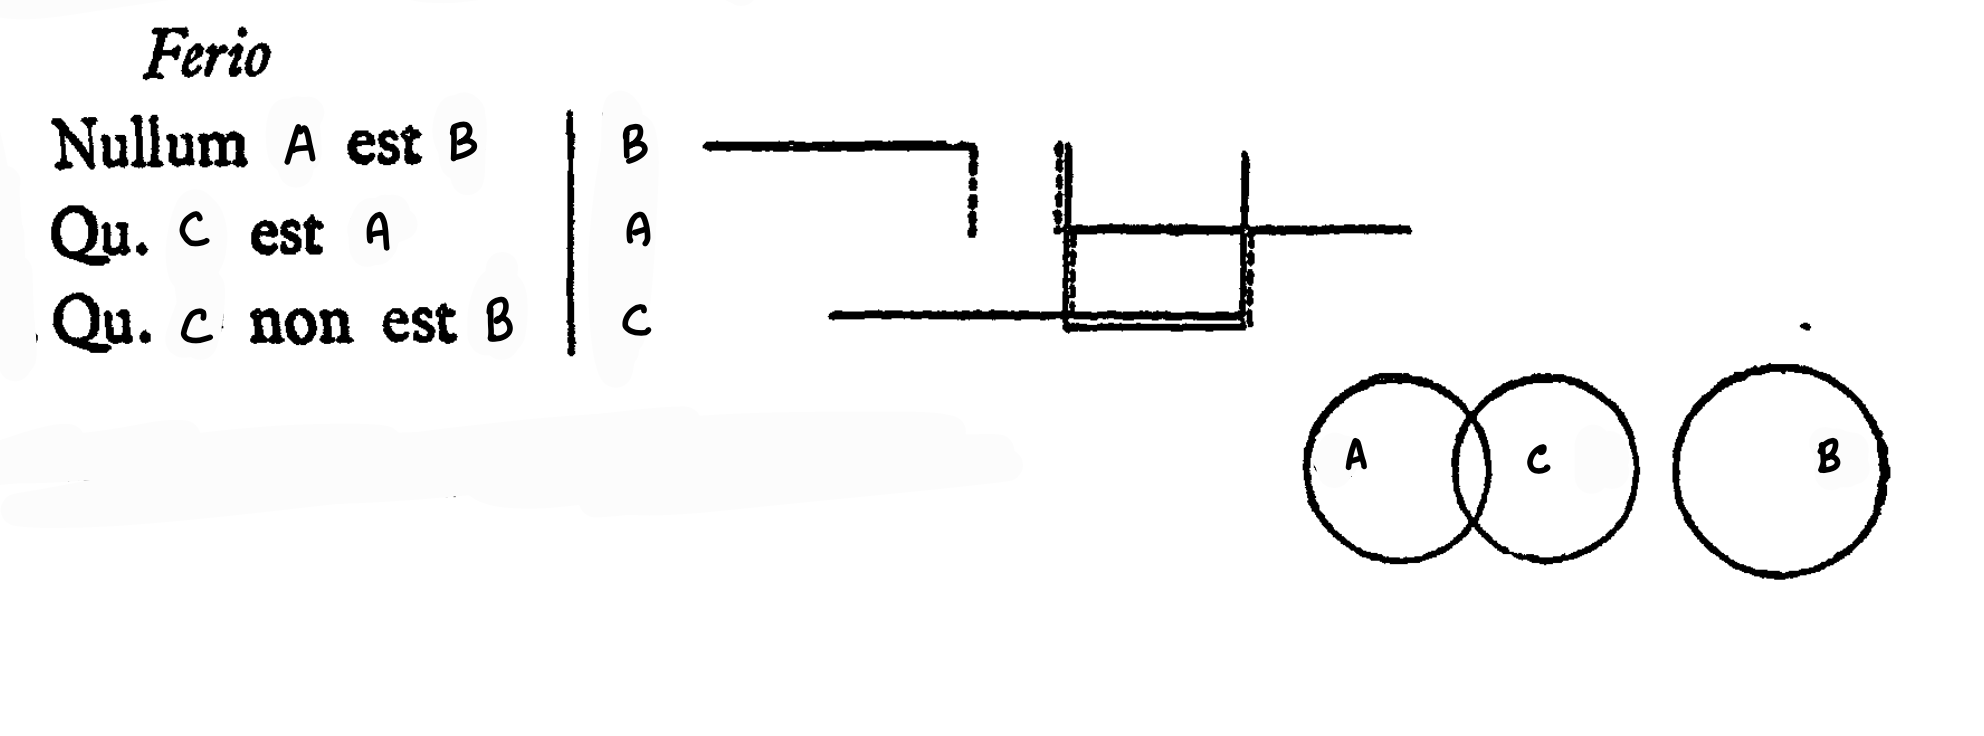 Ferio
Nullum A est B | B
Qu. C est A | A
Qu. C non est B | C
A C B